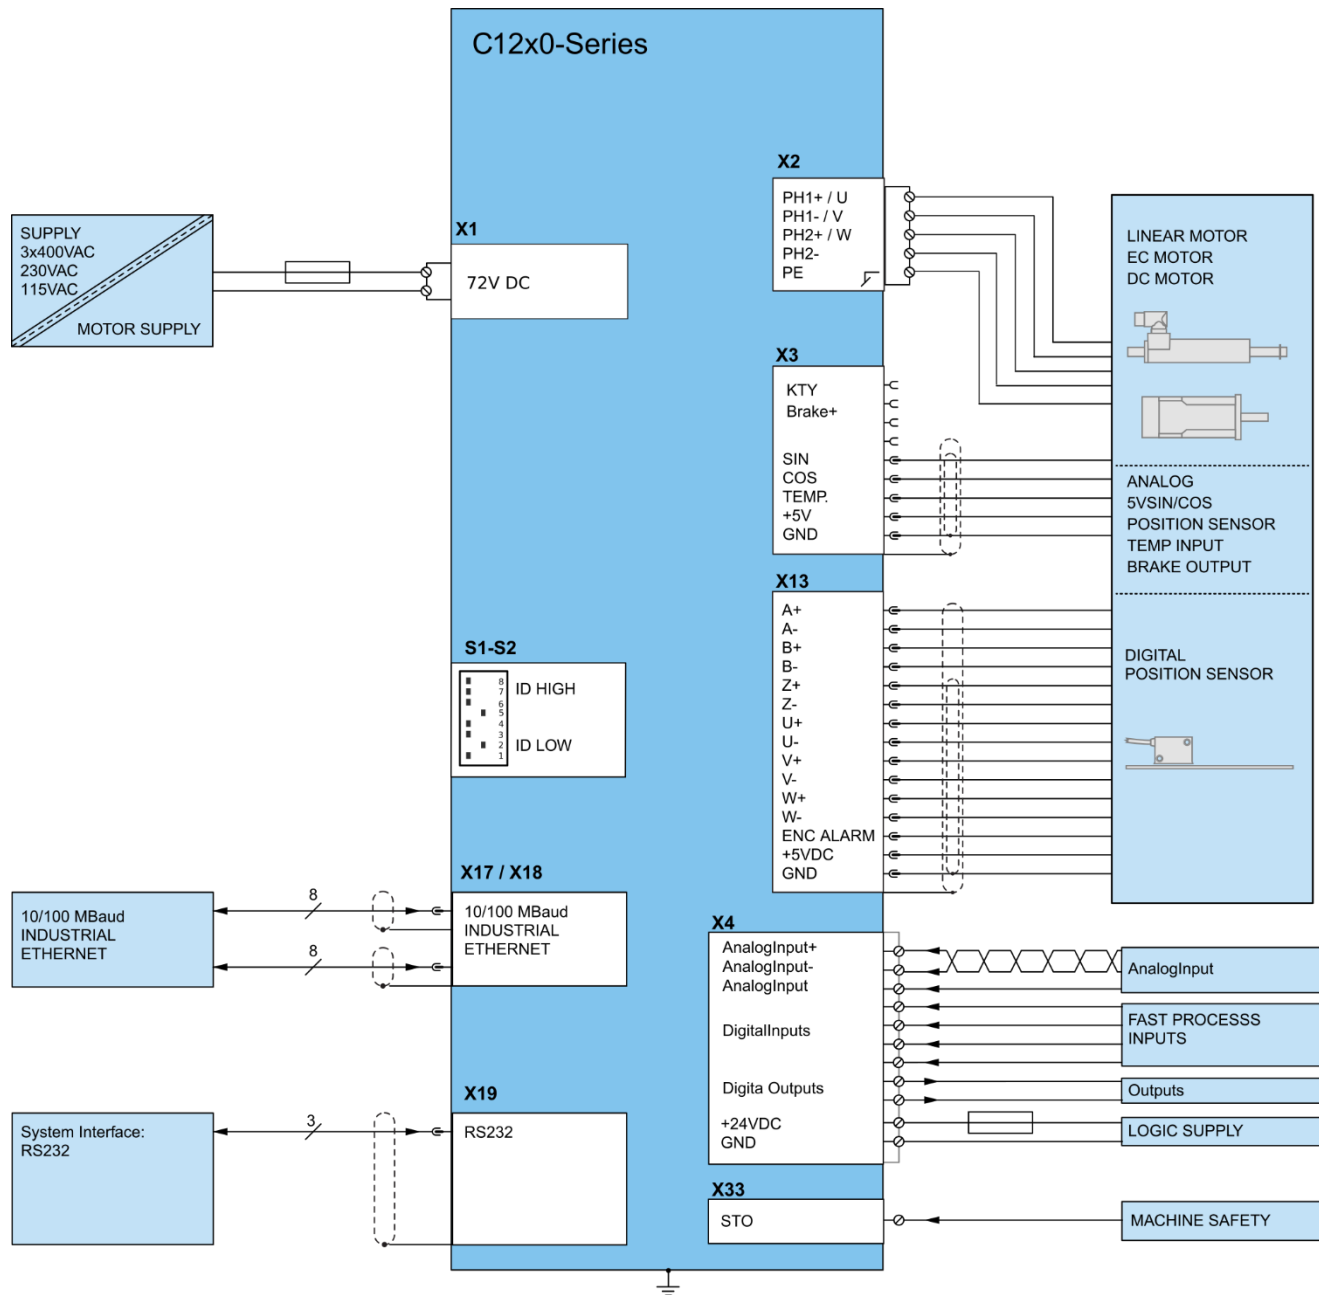 C12x0-Series
SUPPLY
3x400VAC
230VAC
115VAC
MOTOR SUPPLY
X1
72V DC
S1-S2
8
7
6
5
4
3
2
1
ID HIGH
ID LOW
10/100 MBaud
INDUSTRIAL
ETHERNET
8
8
X17 / X18
10/100 MBaud
INDUSTRIAL
ETHERNET
System Interface:
RS232
3
X19
RS232
X2
PH1+ / U
PH1- / V
PH2+ / W
PH2-
PE
X3
KTY
Brake+
SIN
COS
TEMP.
+5V
GND
X13
A+
A-
B+
B-
Z+
Z-
U+
U-
V+
V-
W+
W-
ENC ALARM
+5VDC
GND
X4
AnalogInput+
AnalogInput-
AnalogInput
DigitalInputs
Digita Outputs
+24VDC
GND
X33
STO
LINEAR MOTOR
EC MOTOR
DC MOTOR
ANALOG
5VSIN/COS
POSITION SENSOR
TEMP INPUT
BRAKE OUTPUT
DIGITAL
POSITION SENSOR
AnalogInput
FAST PROCESSS
INPUTS
Outputs
LOGIC SUPPLY
MACHINE SAFETY